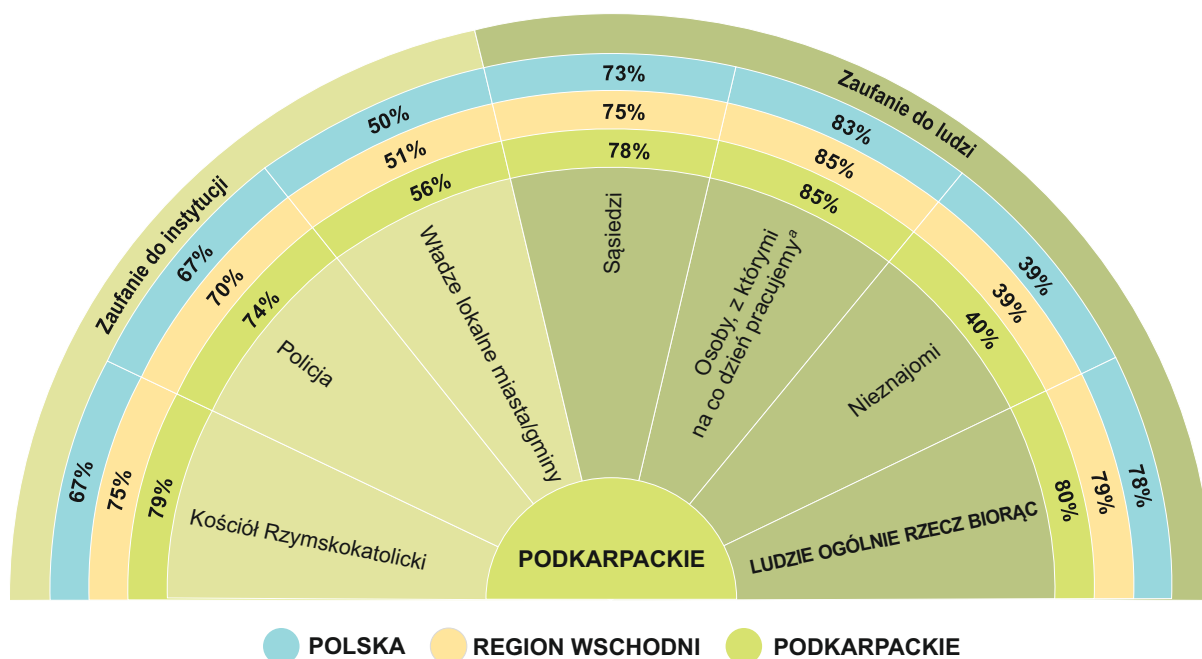 Zaufanie do instytucji
Zaufanie do ludzi
67%
67%
50%
73%
83%
39%
78%
75%
70%
51%
75%
85%
39%
79%
79%
74%
56%
78%
85%
40%
80%
Kościół Rzymskokatolicki
Policja
Władze lokalne miasta/gminy
Sąsiedzi
Osoby, z którymi
na co dzień pracujemyᵃ
Nieznajomi
LUDZIE OGÓLNIE RZECZ BIORĄC
PODKARPACKIE
POLSKA
REGION WSCHODNI
PODKARPACKIE